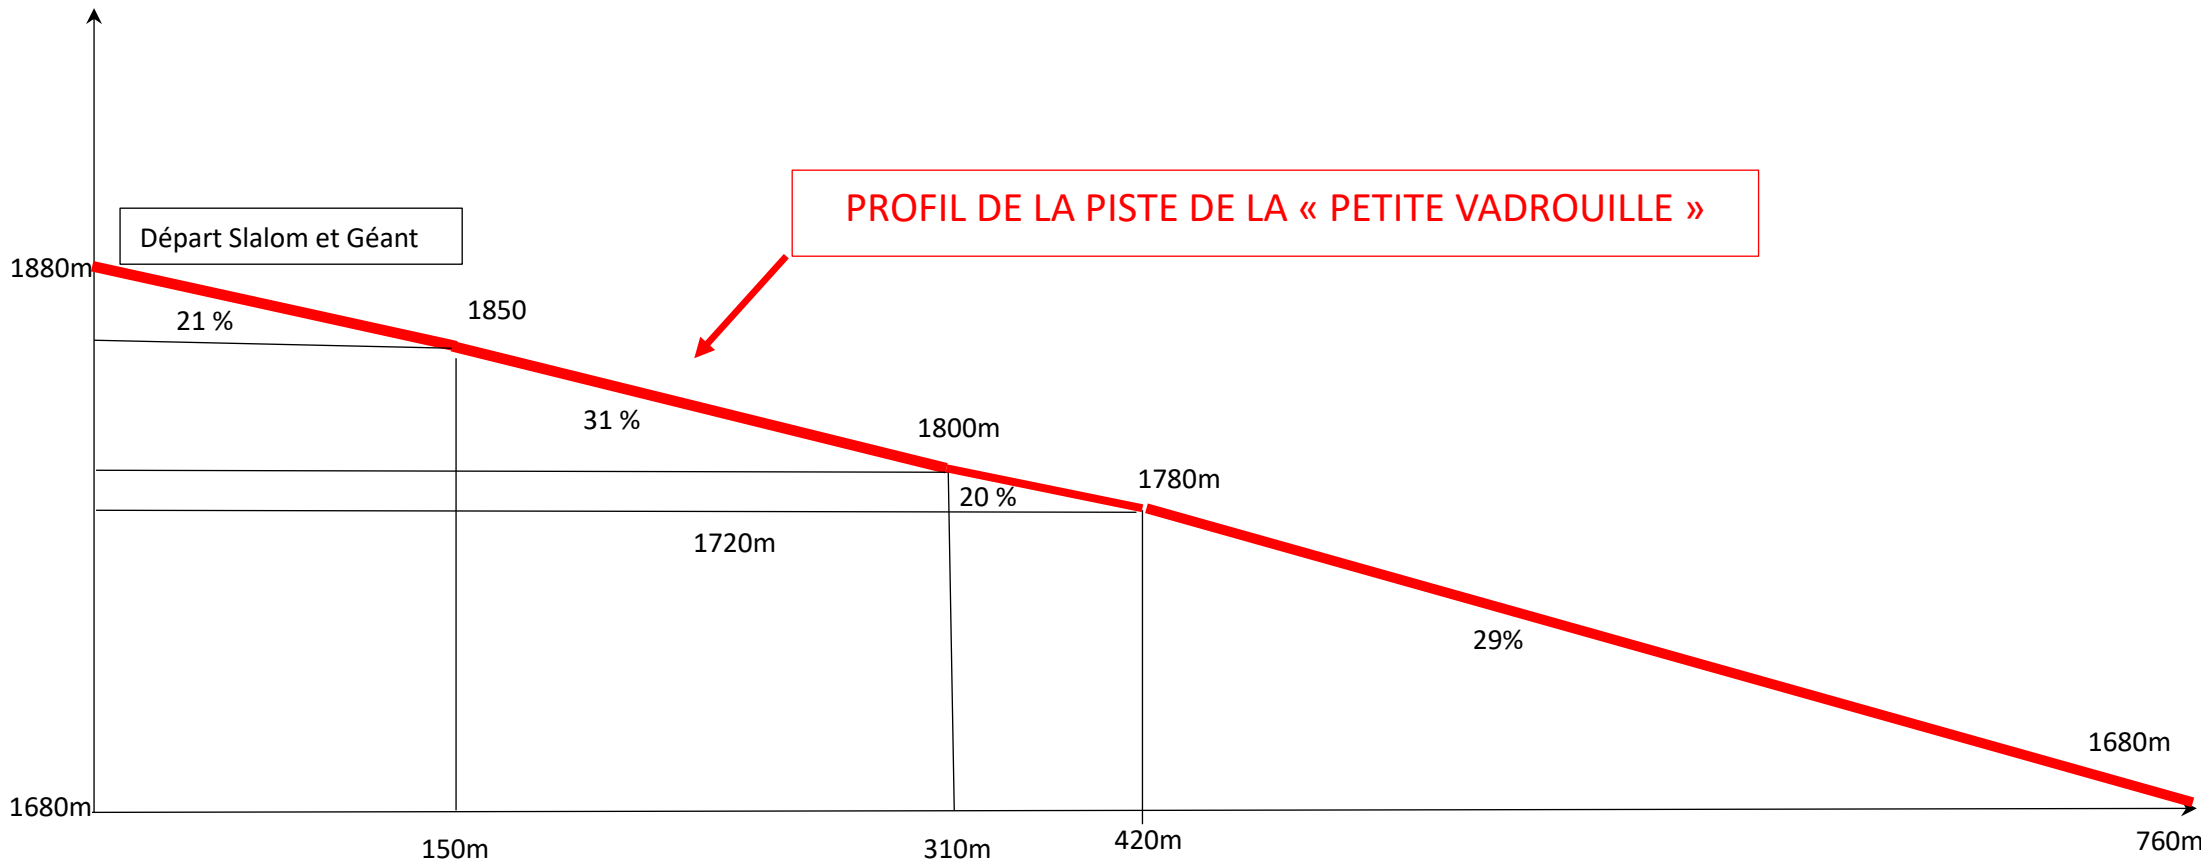 PROFIL DE LA PISTE DE LA « PETITE VADROUILLE »
Départ Slalom et Géant
1880m
1850
21 %
31 %
1800m
1780m
20 %
1720m
29%
1680m
1680m
150m
310m
420m
760m